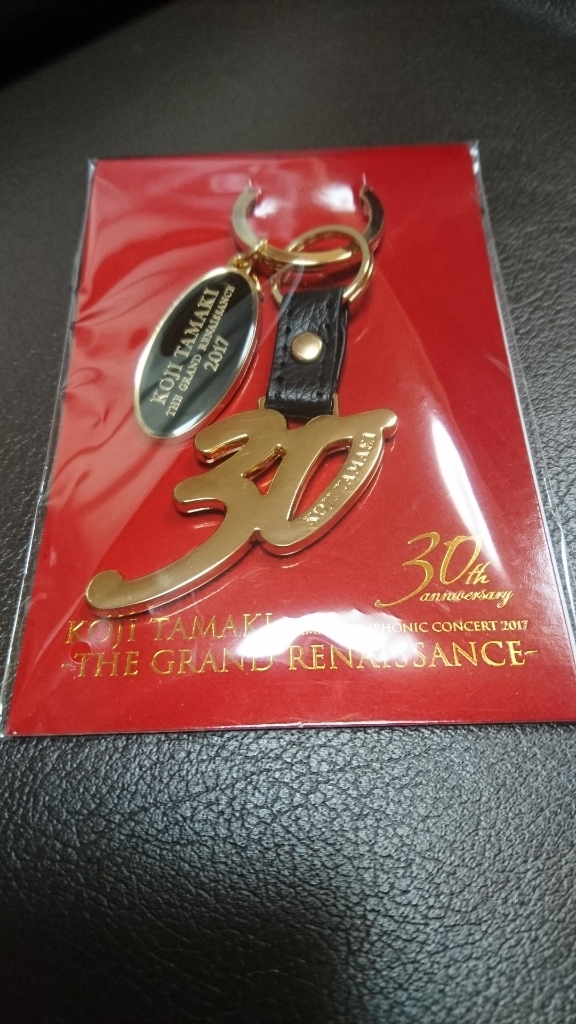 KOJI TAMAKI
THE GRAND RENAISSANCE
2017
30
KOJI TAMAKI
30th
anniversary
KOJI TAMAKI PHONIC CONCERT 2017
-THE GRAND RENAISSANCE-